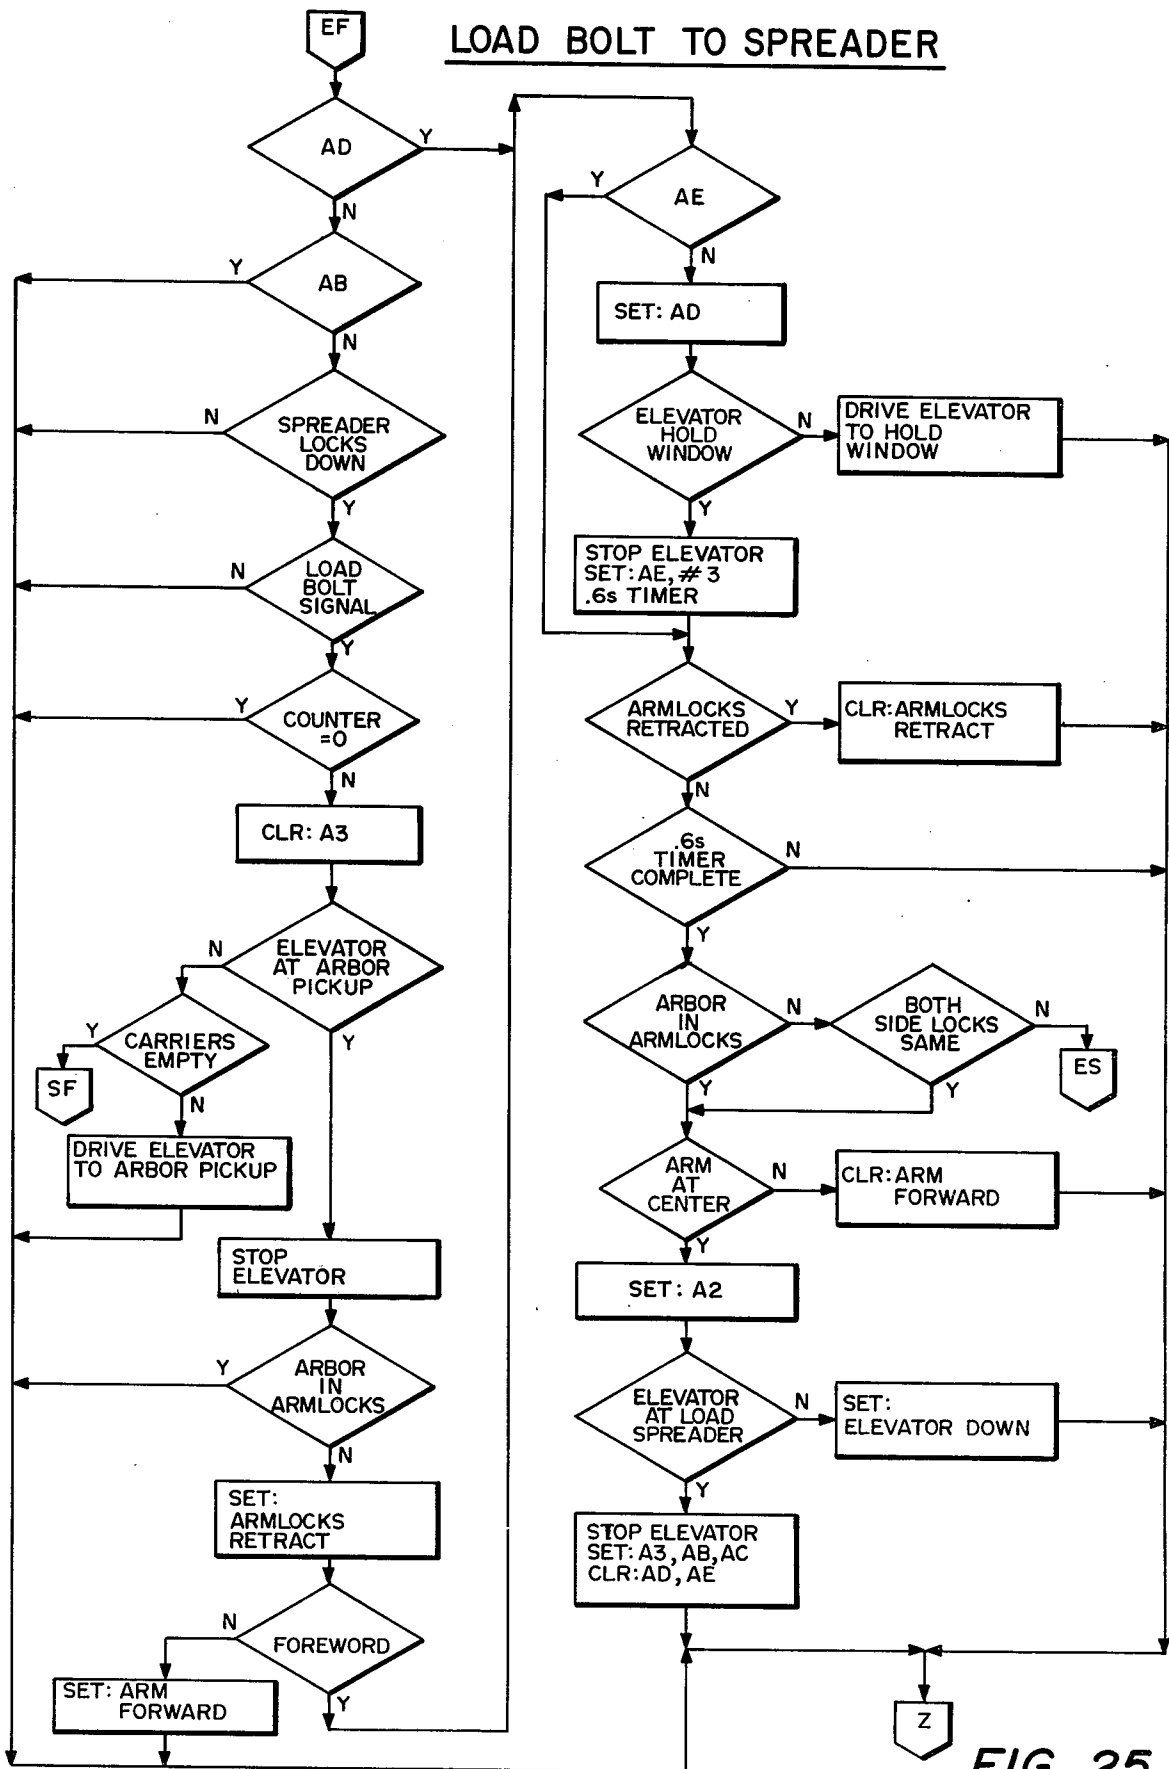 EF
LOAD BOLT TO SPREADER
AD
Y
N
AB
Y
N
SPREADER
LOCKS
DOWN
N
Y
LOAD
BOLT
SIGNAL
N
Y
COUNTER
=0
Y
N
CLR: A3
ELEVATOR
AT ARBOR
PICKUP
N
Y
CARRIERS
EMPTY
Y
N
SF
DRIVE ELEVATOR
TO ARBOR PICKUP
STOP
ELEVATOR
ARBOR
IN
ARMLOCKS
Y
N
SET:
ARMLOCKS
RETRACT
FOREWORD
N
Y
SET: ARM
FORWARD
AE
Y
N
SET: AD
ELEVATOR
HOLD
WINDOW
N
Y
DRIVE ELEVATOR
TO HOLD
WINDOW
STOP ELEVATOR
SET: AE, #3
.6s TIMER
ARMLOCKS
RETRACTED
Y
N
CLR: ARMLOCKS
RETRACT
.6s
TIMER
COMPLETE
N
Y
ARBOR
IN
ARMLOCKS
N
Y
BOTH
SIDE LOCKS
SAME
N
Y
ES
ARM
AT
CENTER
N
Y
CLR: ARM
FORWARD
SET: A2
ELEVATOR
AT LOAD
SPREADER
N
Y
SET:
ELEVATOR DOWN
STOP ELEVATOR
SET: A3, AB, AC
CLR: AD, AE
Z
FIG. 25